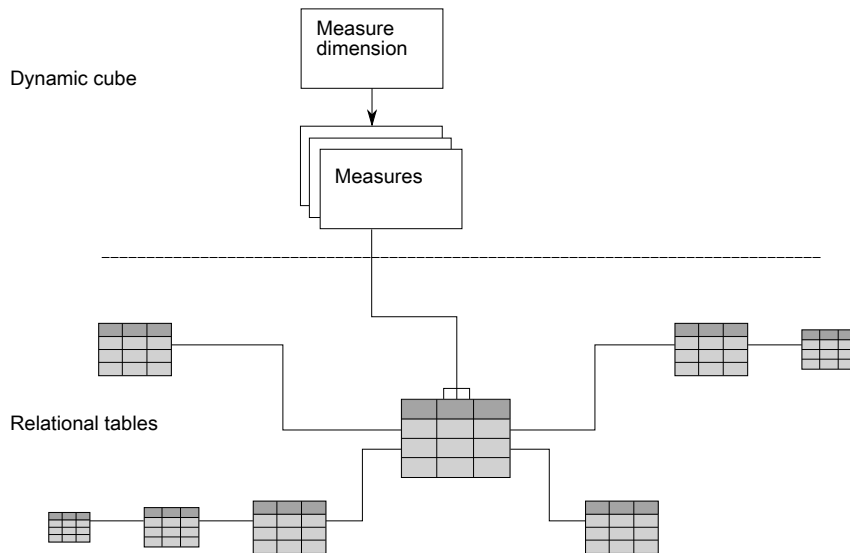 Measure
dimension
Dynamic cube
Measures
Relational tables